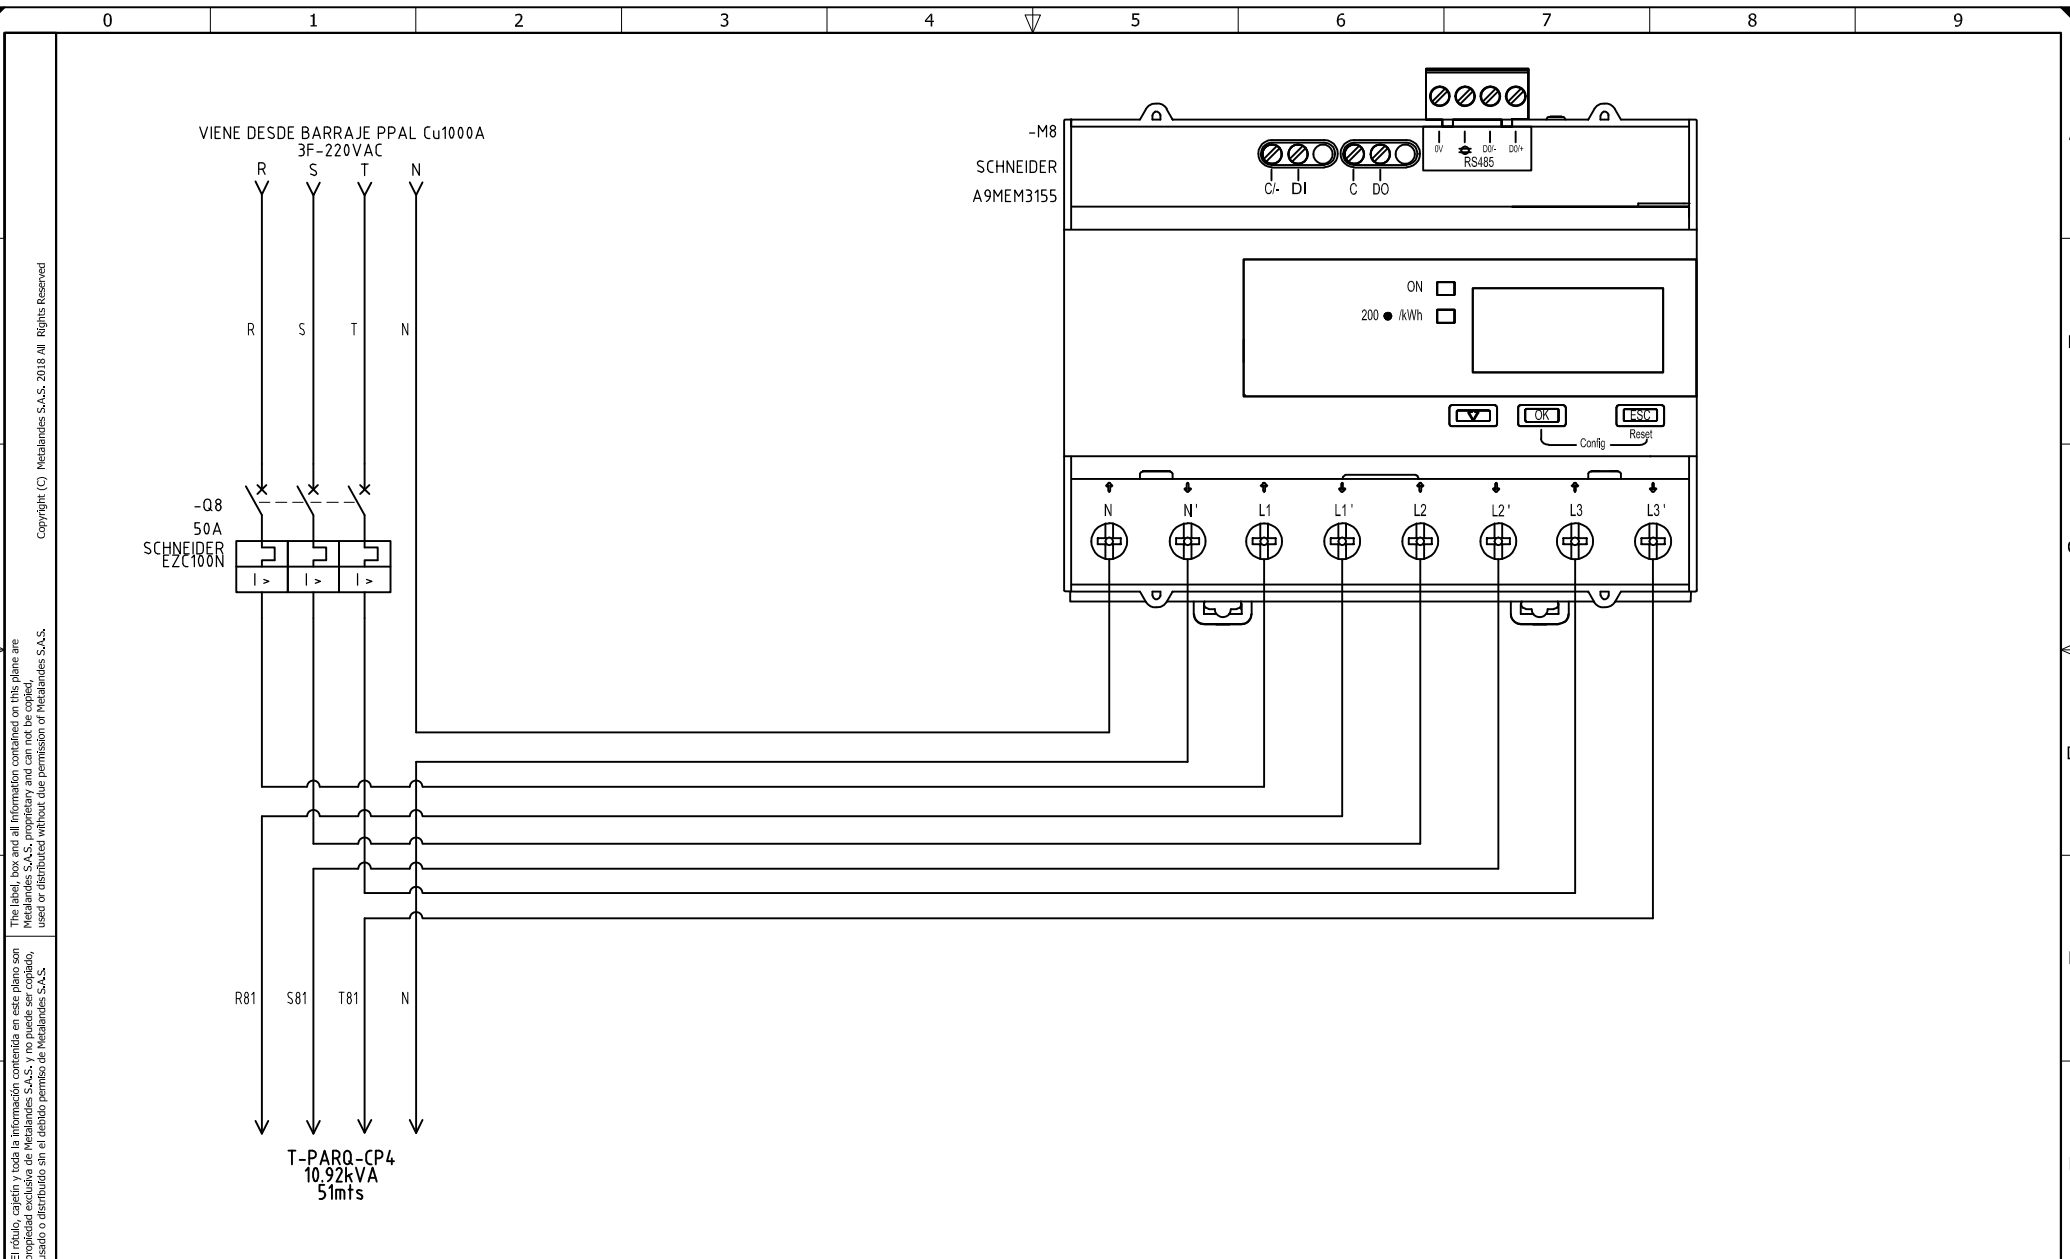 0 1 2 3 4 5 6 7 8 9
VIENE DESDE BARRAJE PPAL Cu1000A
3F-220VAC
R S T N
R S T N
-Q8
50A
SCHNEIDER
EZC100N
-M8
SCHNEIDER
A9MEM3155
C/- DI C DO
0V D0/- D0/+
RS485
ON
200 ● /kWh
OK ESC
Config Reset
N N' L1 L1' L2 L2' L3 L3'
I > I > I >
R81 S81 T81 N
T-PARQ-CP4
10.92kVA
51mts
Copyright (C) Metalandes S.A.S. 2018 All Rights Reserved
The label, box and all information contained on this plane are
Metalandes S.A.S. proprietary and can not be copied,
used or distributed without due permission of Metalandes S.A.S.
El rótulo, cajetín y toda la información contenida en este plano son
propiedad exclusiva de Metalandes S.A.S. y no puede ser copiado,
usado o distribuido sin el debido permiso de Metalandes S.A.S.